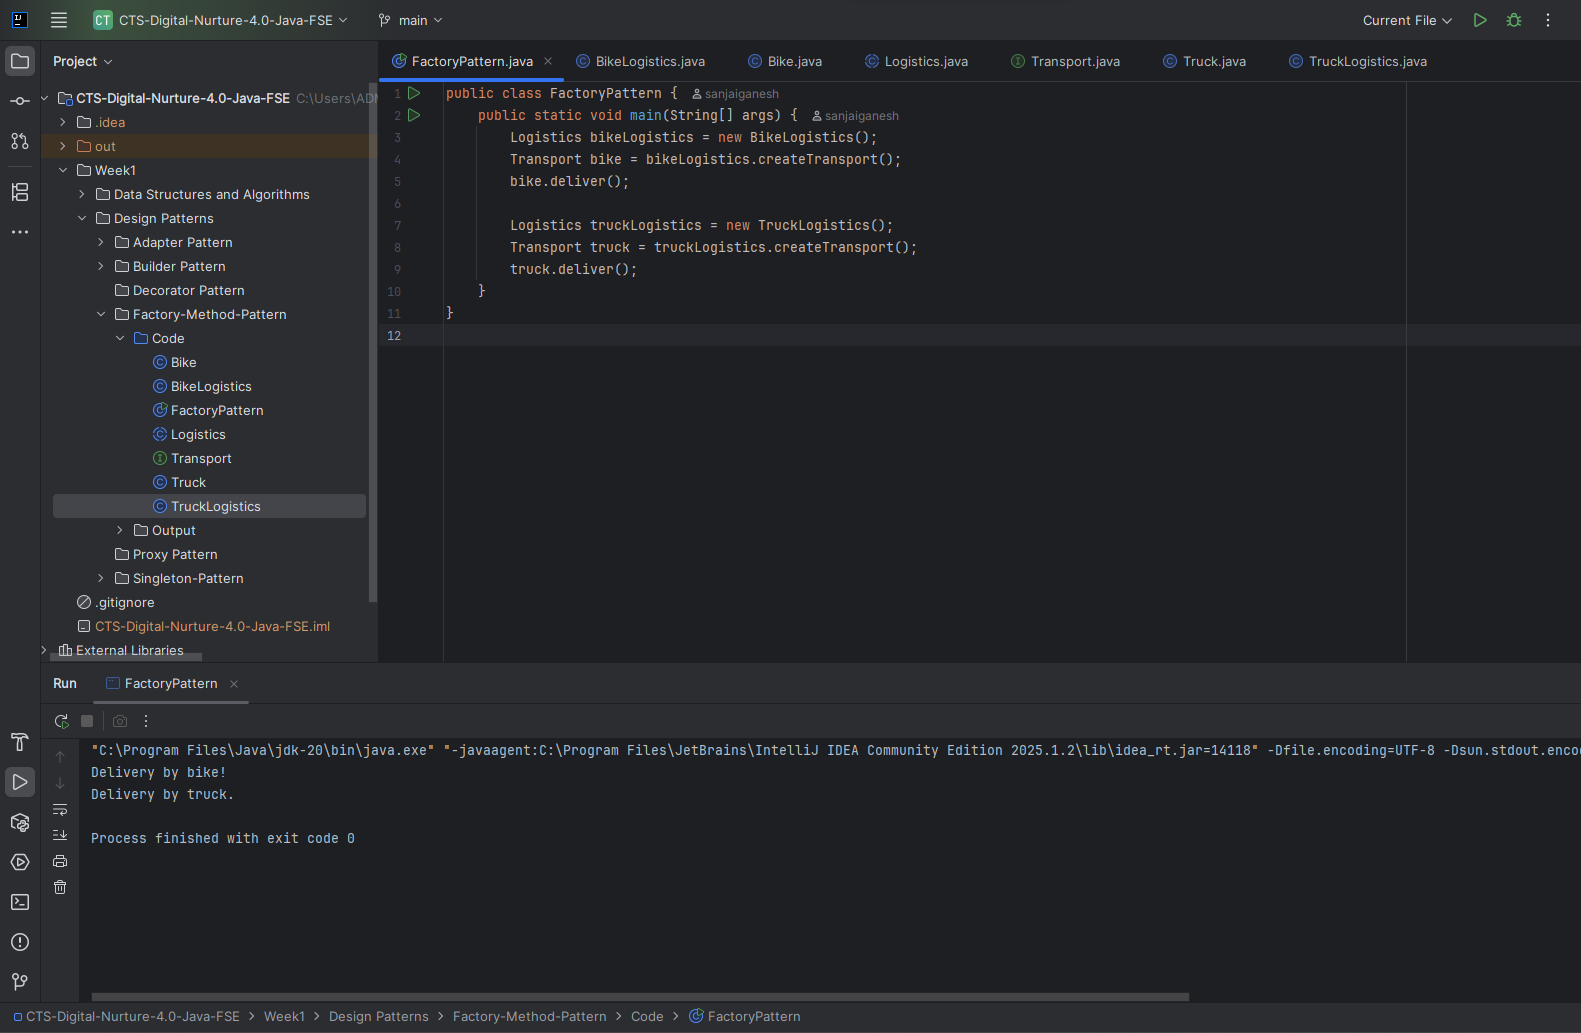 CT CTS-Digital-Nurture-4.0-Java-FSE main Current File
Project
CTS-Digital-Nurture-4.0-Java-FSE C:\Users\ADM
.idea
out
Week1
Data Structures and Algorithms
Design Patterns
Adapter Pattern
Builder Pattern
Decorator Pattern
Factory-Method-Pattern
Code
Bike
BikeLogistics
FactoryPattern
Logistics
Transport
Truck
TruckLogistics
Output
Proxy Pattern
Singleton-Pattern
.gitignore
CTS-Digital-Nurture-4.0-Java-FSE.iml
External Libraries
FactoryPattern.java BikeLogistics.java Bike.java Logistics.java Transport.java Truck.java TruckLogistics.java
1 public class FactoryPattern { sanjaiganesh
2 public static void main(String[] args) { sanjaiganesh
3 Logistics bikeLogistics = new BikeLogistics();
4 Transport bike = bikeLogistics.createTransport();
5 bike.deliver();
6
7 Logistics truckLogistics = new TruckLogistics();
8 Transport truck = truckLogistics.createTransport();
9 truck.deliver();
10 }
11 }
12
Run FactoryPattern
"C:\Program Files\Java\jdk-20\bin\java.exe" "-javaagent:C:\Program Files\JetBrains\IntelliJ IDEA Community Edition 2025.1.2\lib\idea_rt.jar=14118" -Dfile.encoding=UTF-8 -Dsun.stdout.enco
Delivery by bike!
Delivery by truck.
Process finished with exit code 0
CTS-Digital-Nurture-4.0-Java-FSE > Week1 > Design Patterns > Factory-Method-Pattern > Code > FactoryPattern